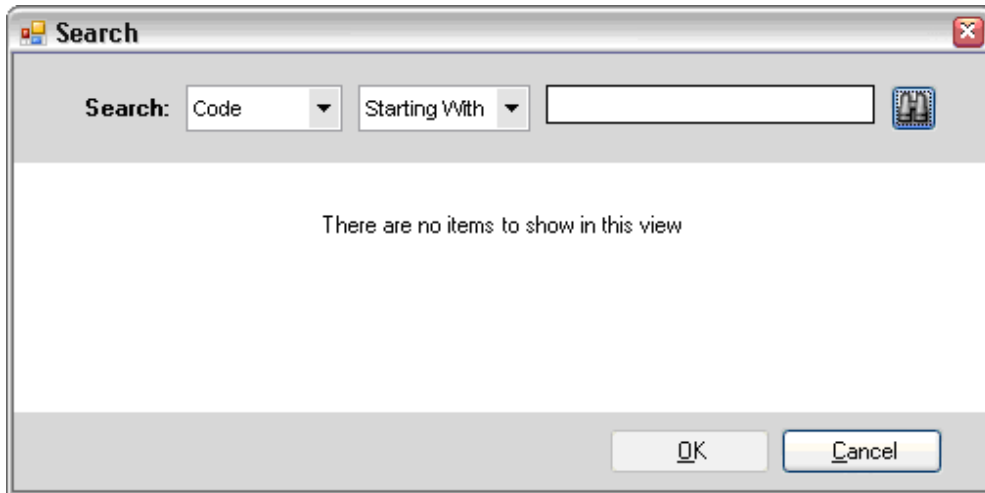 Search
Search: Code Starting With
There are no items to show in this view
OK Cancel